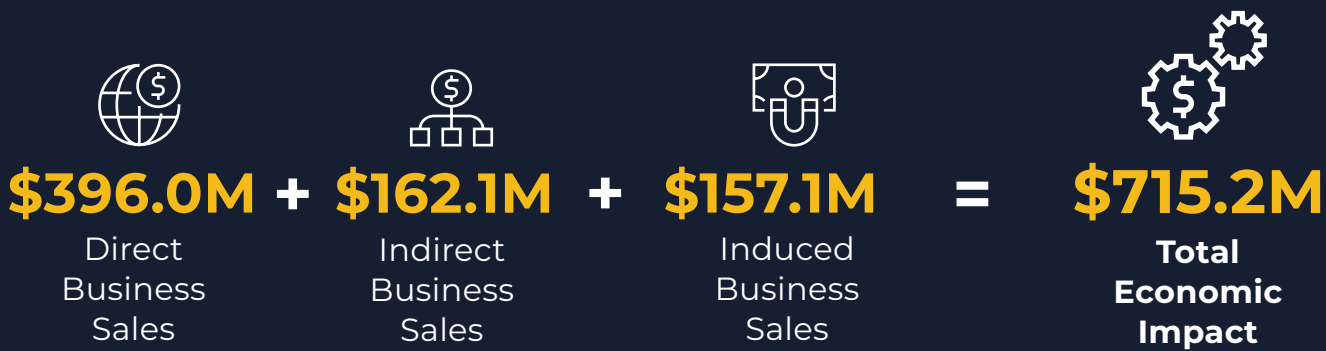 $ $ $
$396.0M + $162.1M + $157.1M = $715.2M
Direct
Business
Sales
Indirect
Business
Sales
Induced
Business
Sales
Total
Economic
Impact